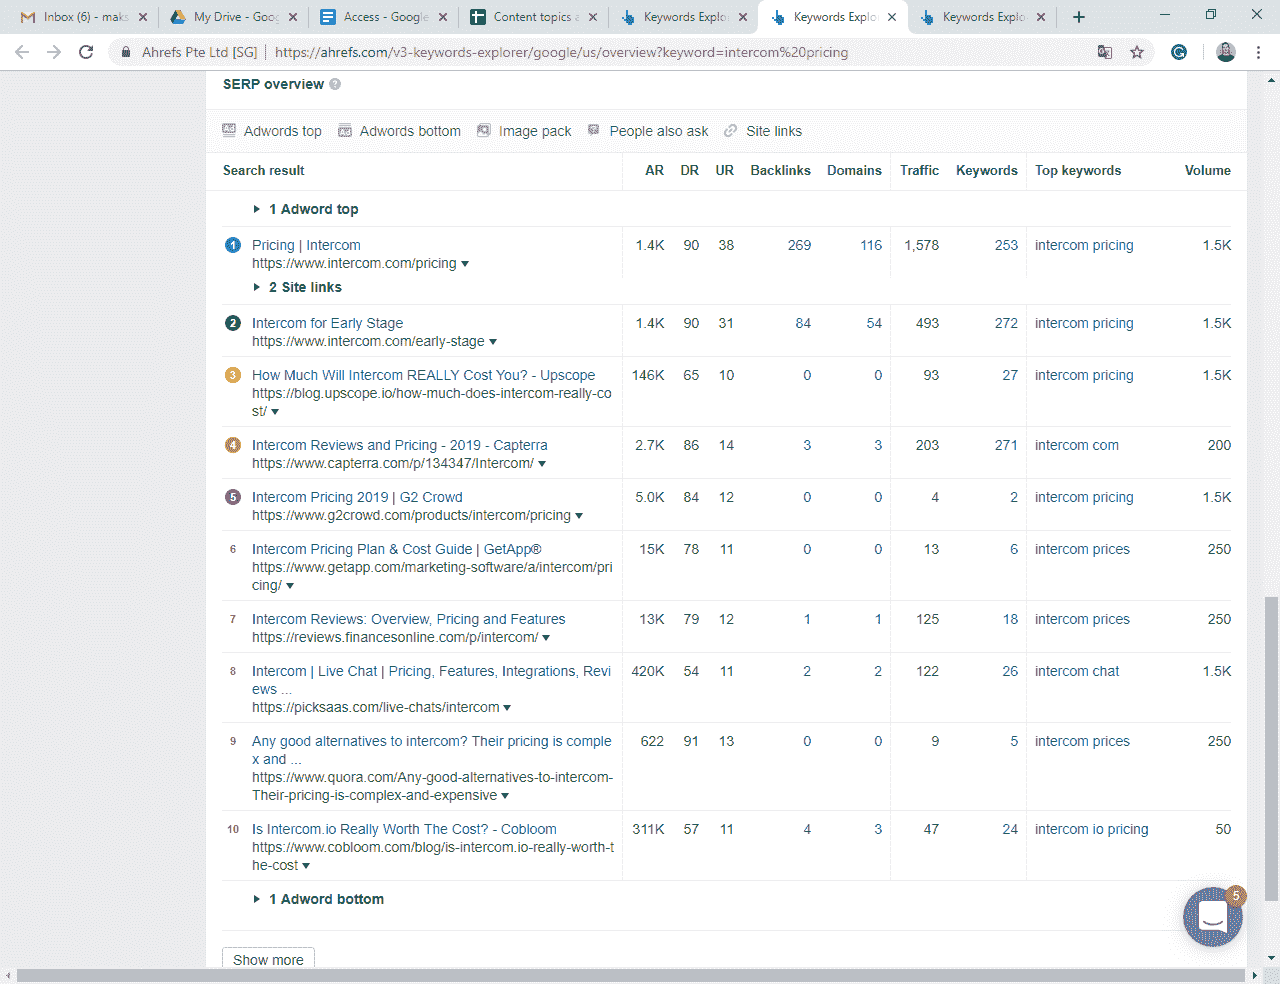 Inbox (6) - maks
My Drive - Goog
Access - Google
Content topics a
Keywords Explo
Keywords Explo
Keywords Explo
Ahrefs Pte Ltd [SG] | https://ahrefs.com/v3-keywords-explorer/google/us/overview?keyword=intercom%20pricing
SERP overview ?
Adwords top Adwords bottom Image pack People also ask Site links
Search result AR DR UR Backlinks Domains Traffic Keywords Top keywords Volume
1 Adword top
1 Pricing | Intercom 1.4K 90 38 269 116 1,578 253 intercom pricing 1.5K
https://www.intercom.com/pricing
2 Site links
2 Intercom for Early Stage 1.4K 90 31 84 54 493 272 intercom pricing 1.5K
https://www.intercom.com/early-stage
3 How Much Will Intercom REALLY Cost You? - Upscope 146K 65 10 0 0 93 27 intercom pricing 1.5K
https://blog.upscope.io/how-much-does-intercom-really-co
st/
4 Intercom Reviews and Pricing - 2019 - Capterra 2.7K 86 14 3 3 203 271 intercom com 200
https://www.capterra.com/p/134347/Intercom/
5 Intercom Pricing 2019 | G2 Crowd 5.0K 84 12 0 0 4 2 intercom pricing 1.5K
https://www.g2crowd.com/products/intercom/pricing
6 Intercom Pricing Plan & Cost Guide | GetApp® 15K 78 11 0 0 13 6 intercom prices 250
https://www.getapp.com/marketing-software/a/intercom/pri
cing/
7 Intercom Reviews: Overview, Pricing and Features 13K 79 12 1 1 125 18 intercom prices 250
https://reviews.financesonline.com/p/intercom/
8 Intercom | Live Chat | Pricing, Features, Integrations, Revi 420K 54 11 2 2 122 26 intercom chat 1.5K
ews ...
https://picksaas.com/live-chats/intercom
9 Any good alternatives to intercom? Their pricing is comple 622 91 13 0 0 9 5 intercom prices 250
x and ...
https://www.quora.com/Any-good-alternatives-to-intercom-
Their-pricing-is-complex-and-expensive
10 Is Intercom.io Really Worth The Cost? - Cobloom 311K 57 11 4 3 47 24 intercom io pricing 50
https://www.cobloom.com/blog/is-intercom.io-really-worth-t
he-cost
1 Adword bottom
5
Show more